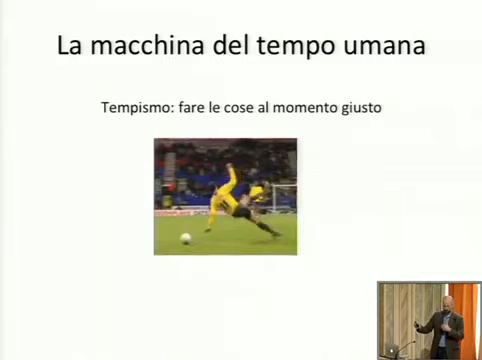 La macchina del tempo umana
Tempismo: fare le cose al momento giusto